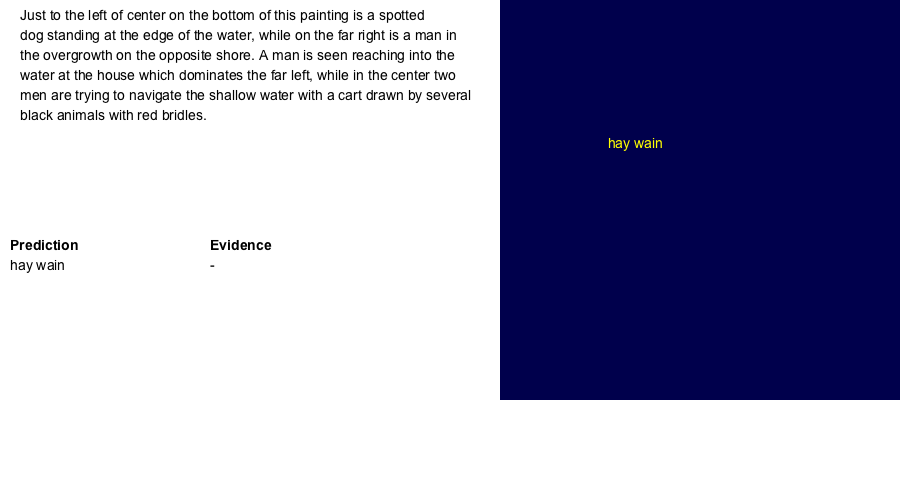 Just to the left of center on the bottom of this painting is a spotted
dog standing at the edge of the water, while on the far right is a man in
the overgrowth on the opposite shore. A man is seen reaching into the
water at the house which dominates the far left, while in the center two
men are trying to navigate the shallow water with a cart drawn by several
black animals with red bridles.
hay wain
Prediction Evidence
hay wain -